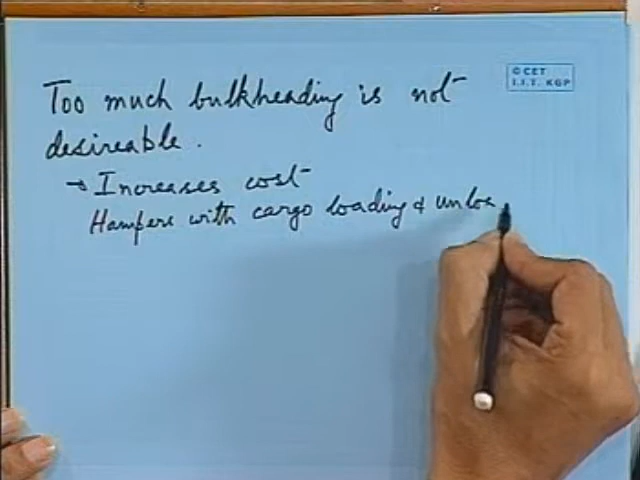 © CET
I.I.T. KGP
Too much bulkheading is not
desireable.
→ Increases cost
Hampers with cargo loading & unloa